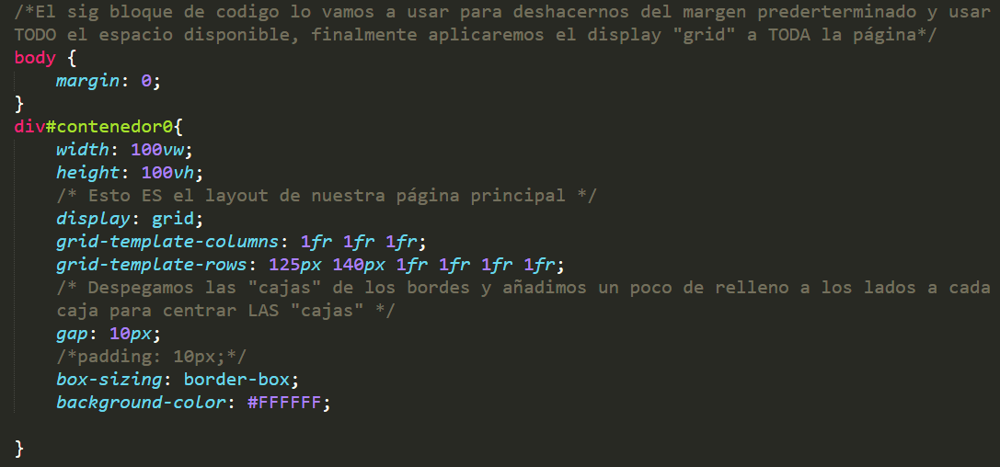 /*El sig bloque de codigo lo vamos a usar para deshacernos del margen prederterminado y usar
TODO el espacio disponible, finalmente aplicaremos el display "grid" a TODA la página*/
body {
    margin: 0;
}
div#contenedor0{
    width: 100vw;
    height: 100vh;
    /* Esto ES el layout de nuestra página principal */
    display: grid;
    grid-template-columns: 1fr 1fr 1fr;
    grid-template-rows: 125px 140px 1fr 1fr 1fr 1fr;
    /* Despegamos las "cajas" de los bordes y añadimos un poco de relleno a los lados a cada
    caja para centrar LAS "cajas" */
    gap: 10px;
    /*padding: 10px;*/
    box-sizing: border-box;
    background-color: #FFFFFF;
}